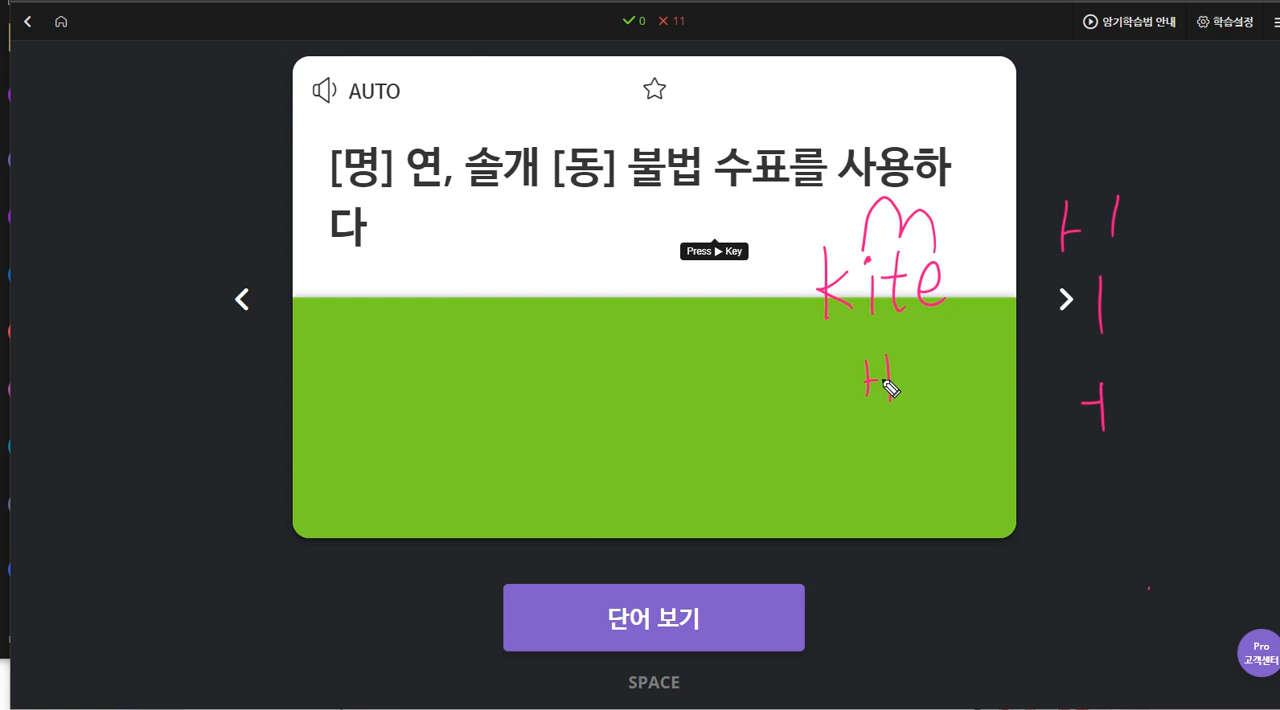 0 11 암기학습법 안내 학습설정
AUTO
[명] 연, 솔개 [동] 불법 수표를 사용하
다
Press ▶ Key
kite
ㅐ
ㅏㅣ
ㅣ
ㅓ
단어 보기
SPACE
Pro
고객센터